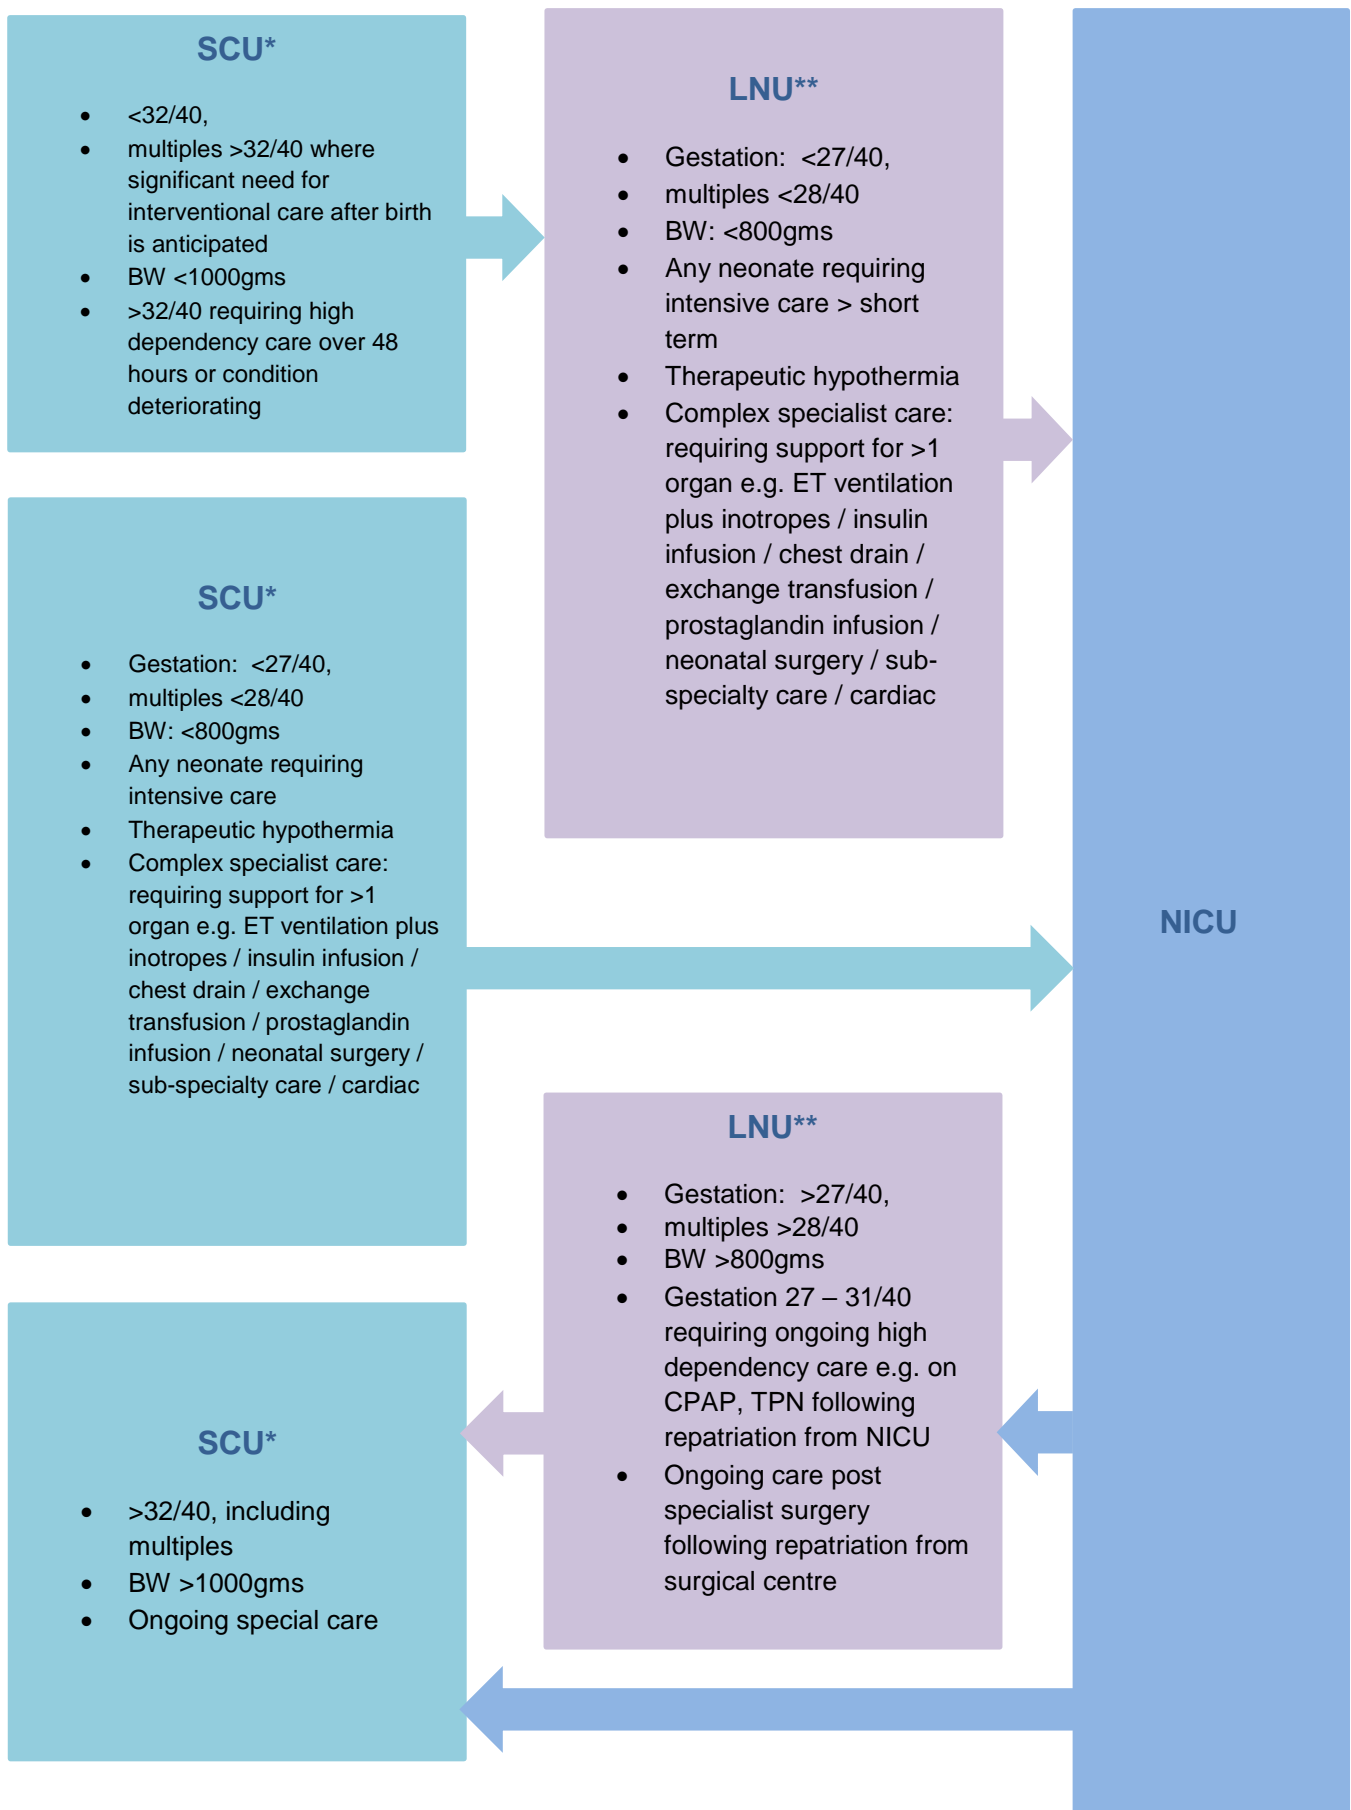 SCU*
• <32/40,
• multiples >32/40 where
significant need for
interventional care after birth
is anticipated
• BW <1000gms
• >32/40 requiring high
dependency care over 48
hours or condition
deteriorating
LNU**
• Gestation: <27/40,
• multiples <28/40
• BW: <800gms
• Any neonate requiring
intensive care > short
term
• Therapeutic hypothermia
• Complex specialist care:
requiring support for >1
organ e.g. ET ventilation
plus inotropes / insulin
infusion / chest drain /
exchange transfusion /
prostaglandin infusion /
neonatal surgery / sub-
specialty care / cardiac
SCU*
• Gestation: <27/40,
• multiples <28/40
• BW: <800gms
• Any neonate requiring
intensive care
• Therapeutic hypothermia
• Complex specialist care:
requiring support for >1
organ e.g. ET ventilation plus
inotropes / insulin infusion /
chest drain / exchange
transfusion / prostaglandin
infusion / neonatal surgery /
sub-specialty care / cardiac
NICU
LNU**
• Gestation: >27/40,
• multiples >28/40
• BW >800gms
• Gestation 27 – 31/40
requiring ongoing high
dependency care e.g. on
CPAP, TPN following
repatriation from NICU
• Ongoing care post
specialist surgery
following repatriation from
surgical centre
SCU*
• >32/40, including
multiples
• BW >1000gms
• Ongoing special care